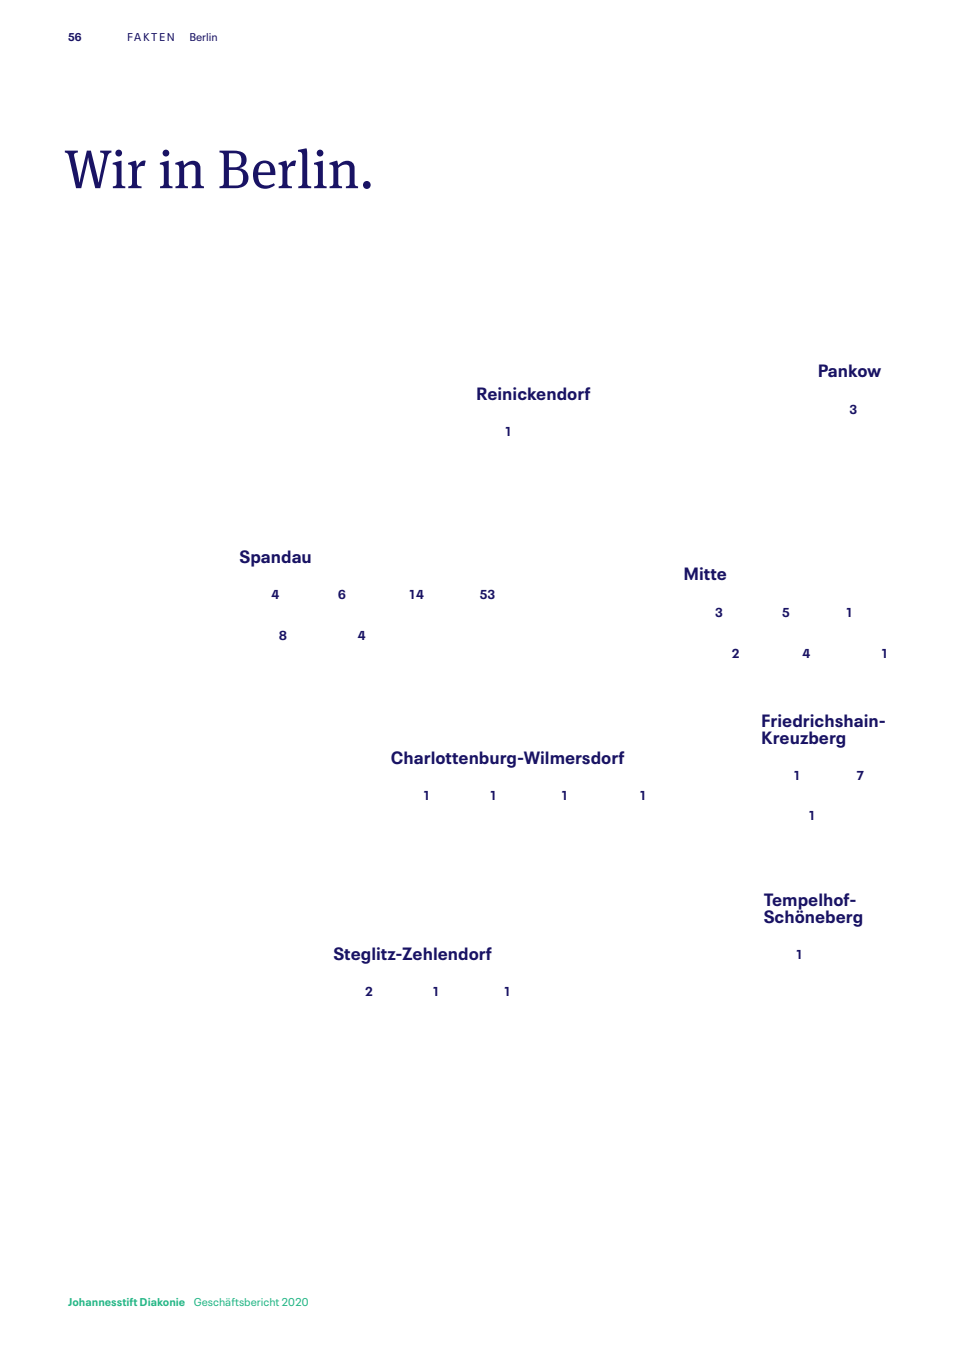 56 FAKTEN Berlin
Wir in Berlin.
Pankow
3
Reinickendorf
1
Spandau
4 6 14 53
8 4
Mitte
3 5 1
2 4 1
Friedrichshain-
Kreuzberg
1 7
1
Charlottenburg-Wilmersdorf
1 1 1 1
Tempelhof-
Schöneberg
1
Steglitz-Zehlendorf
2 1 1
Johannesstift Diakonie Geschäftsbericht 2020